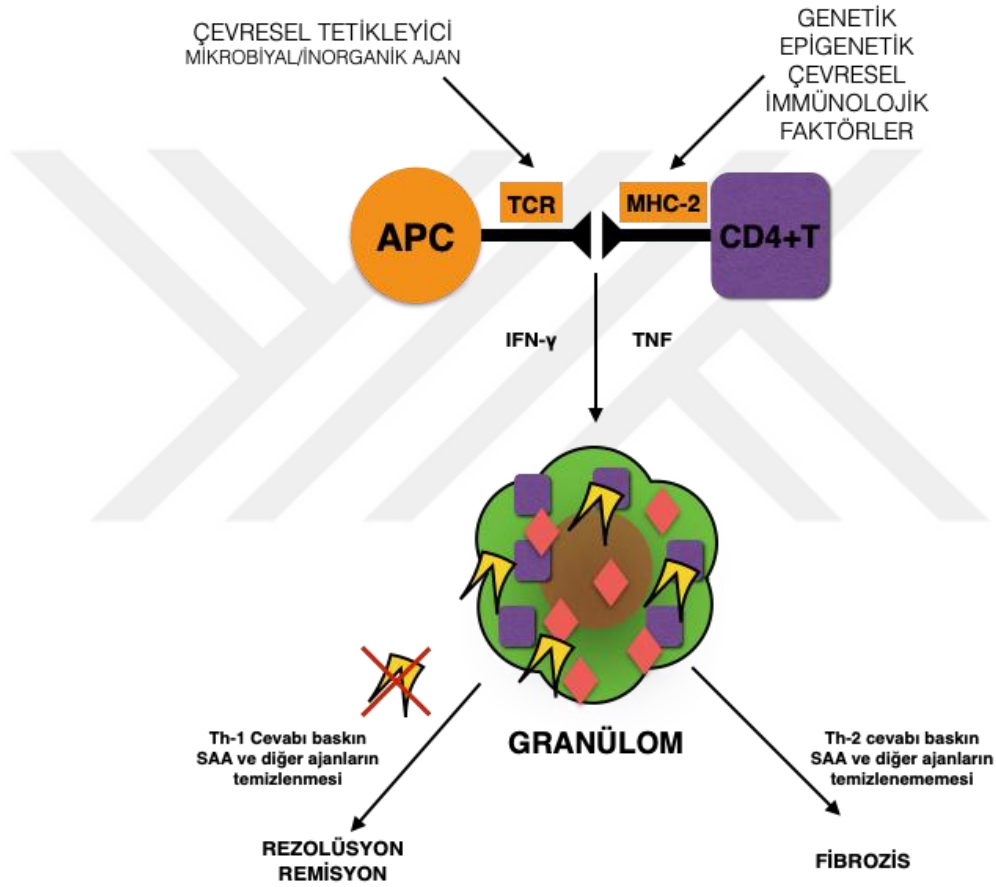 ÇEVRESEL TETİKLEYİCİ
MİKROBİYAL/İNORGANİK AJAN
GENETİK
EPİGENETİK
ÇEVRESEL
İMMÜNOLOJİK
FAKTÖRLER
APC
TCR
MHC-2
CD4+T
IFN-γ
TNF
GRANÜLOM
Th-1 Cevabı baskın
SAA ve diğer ajanların
temizlenmesi
Th-2 cevabı baskın
SAA ve diğer ajanların
temizlenememesi
REZOLÜSYON
REMİSYON
FİBROZİS